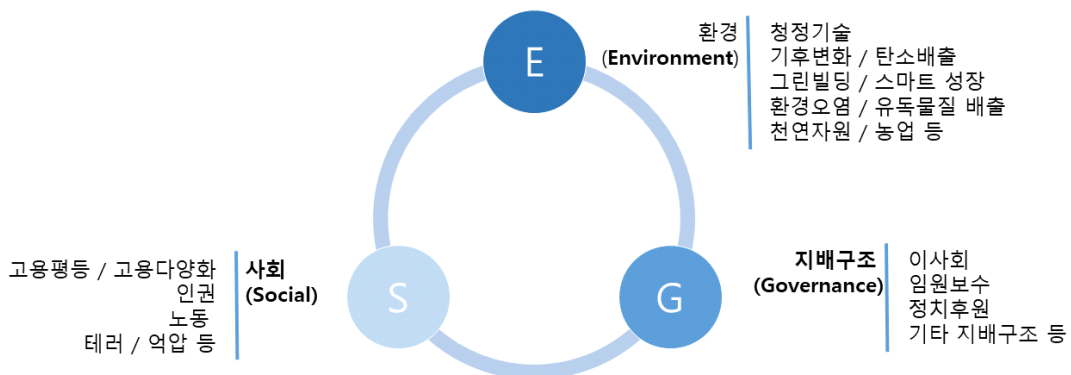 E
환경
(Environment)
청정기술
기후변화 / 탄소배출
그린빌딩 / 스마트 성장
환경오염 / 유독물질 배출
천연자원 / 농업 등
고용평등 / 고용다양화
인권
노동
테러 / 억압 등
사회
(Social)
S
G
지배구조
(Governance)
이사회
임원보수
정치후원
기타 지배구조 등